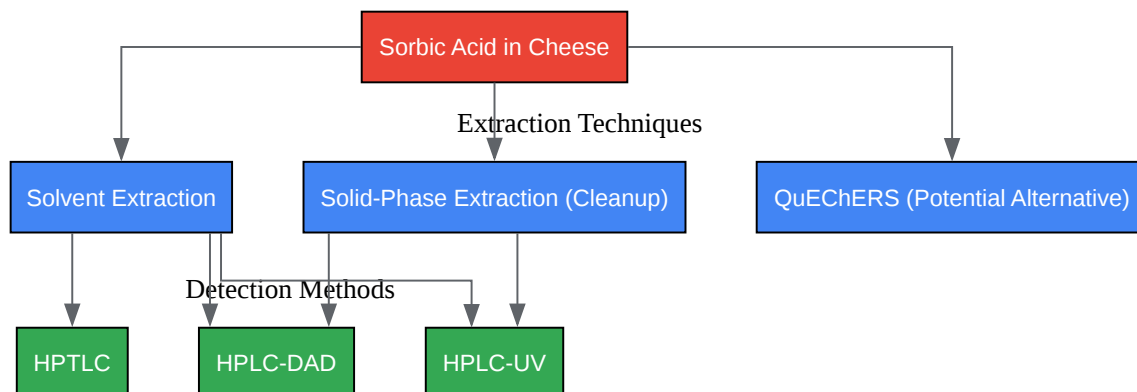 Sorbic Acid in Cheese
Extraction Techniques
Solvent Extraction
Solid-Phase Extraction (Cleanup)
QuEChERS (Potential Alternative)
Detection Methods
HPTLC
HPLC-DAD
HPLC-UV